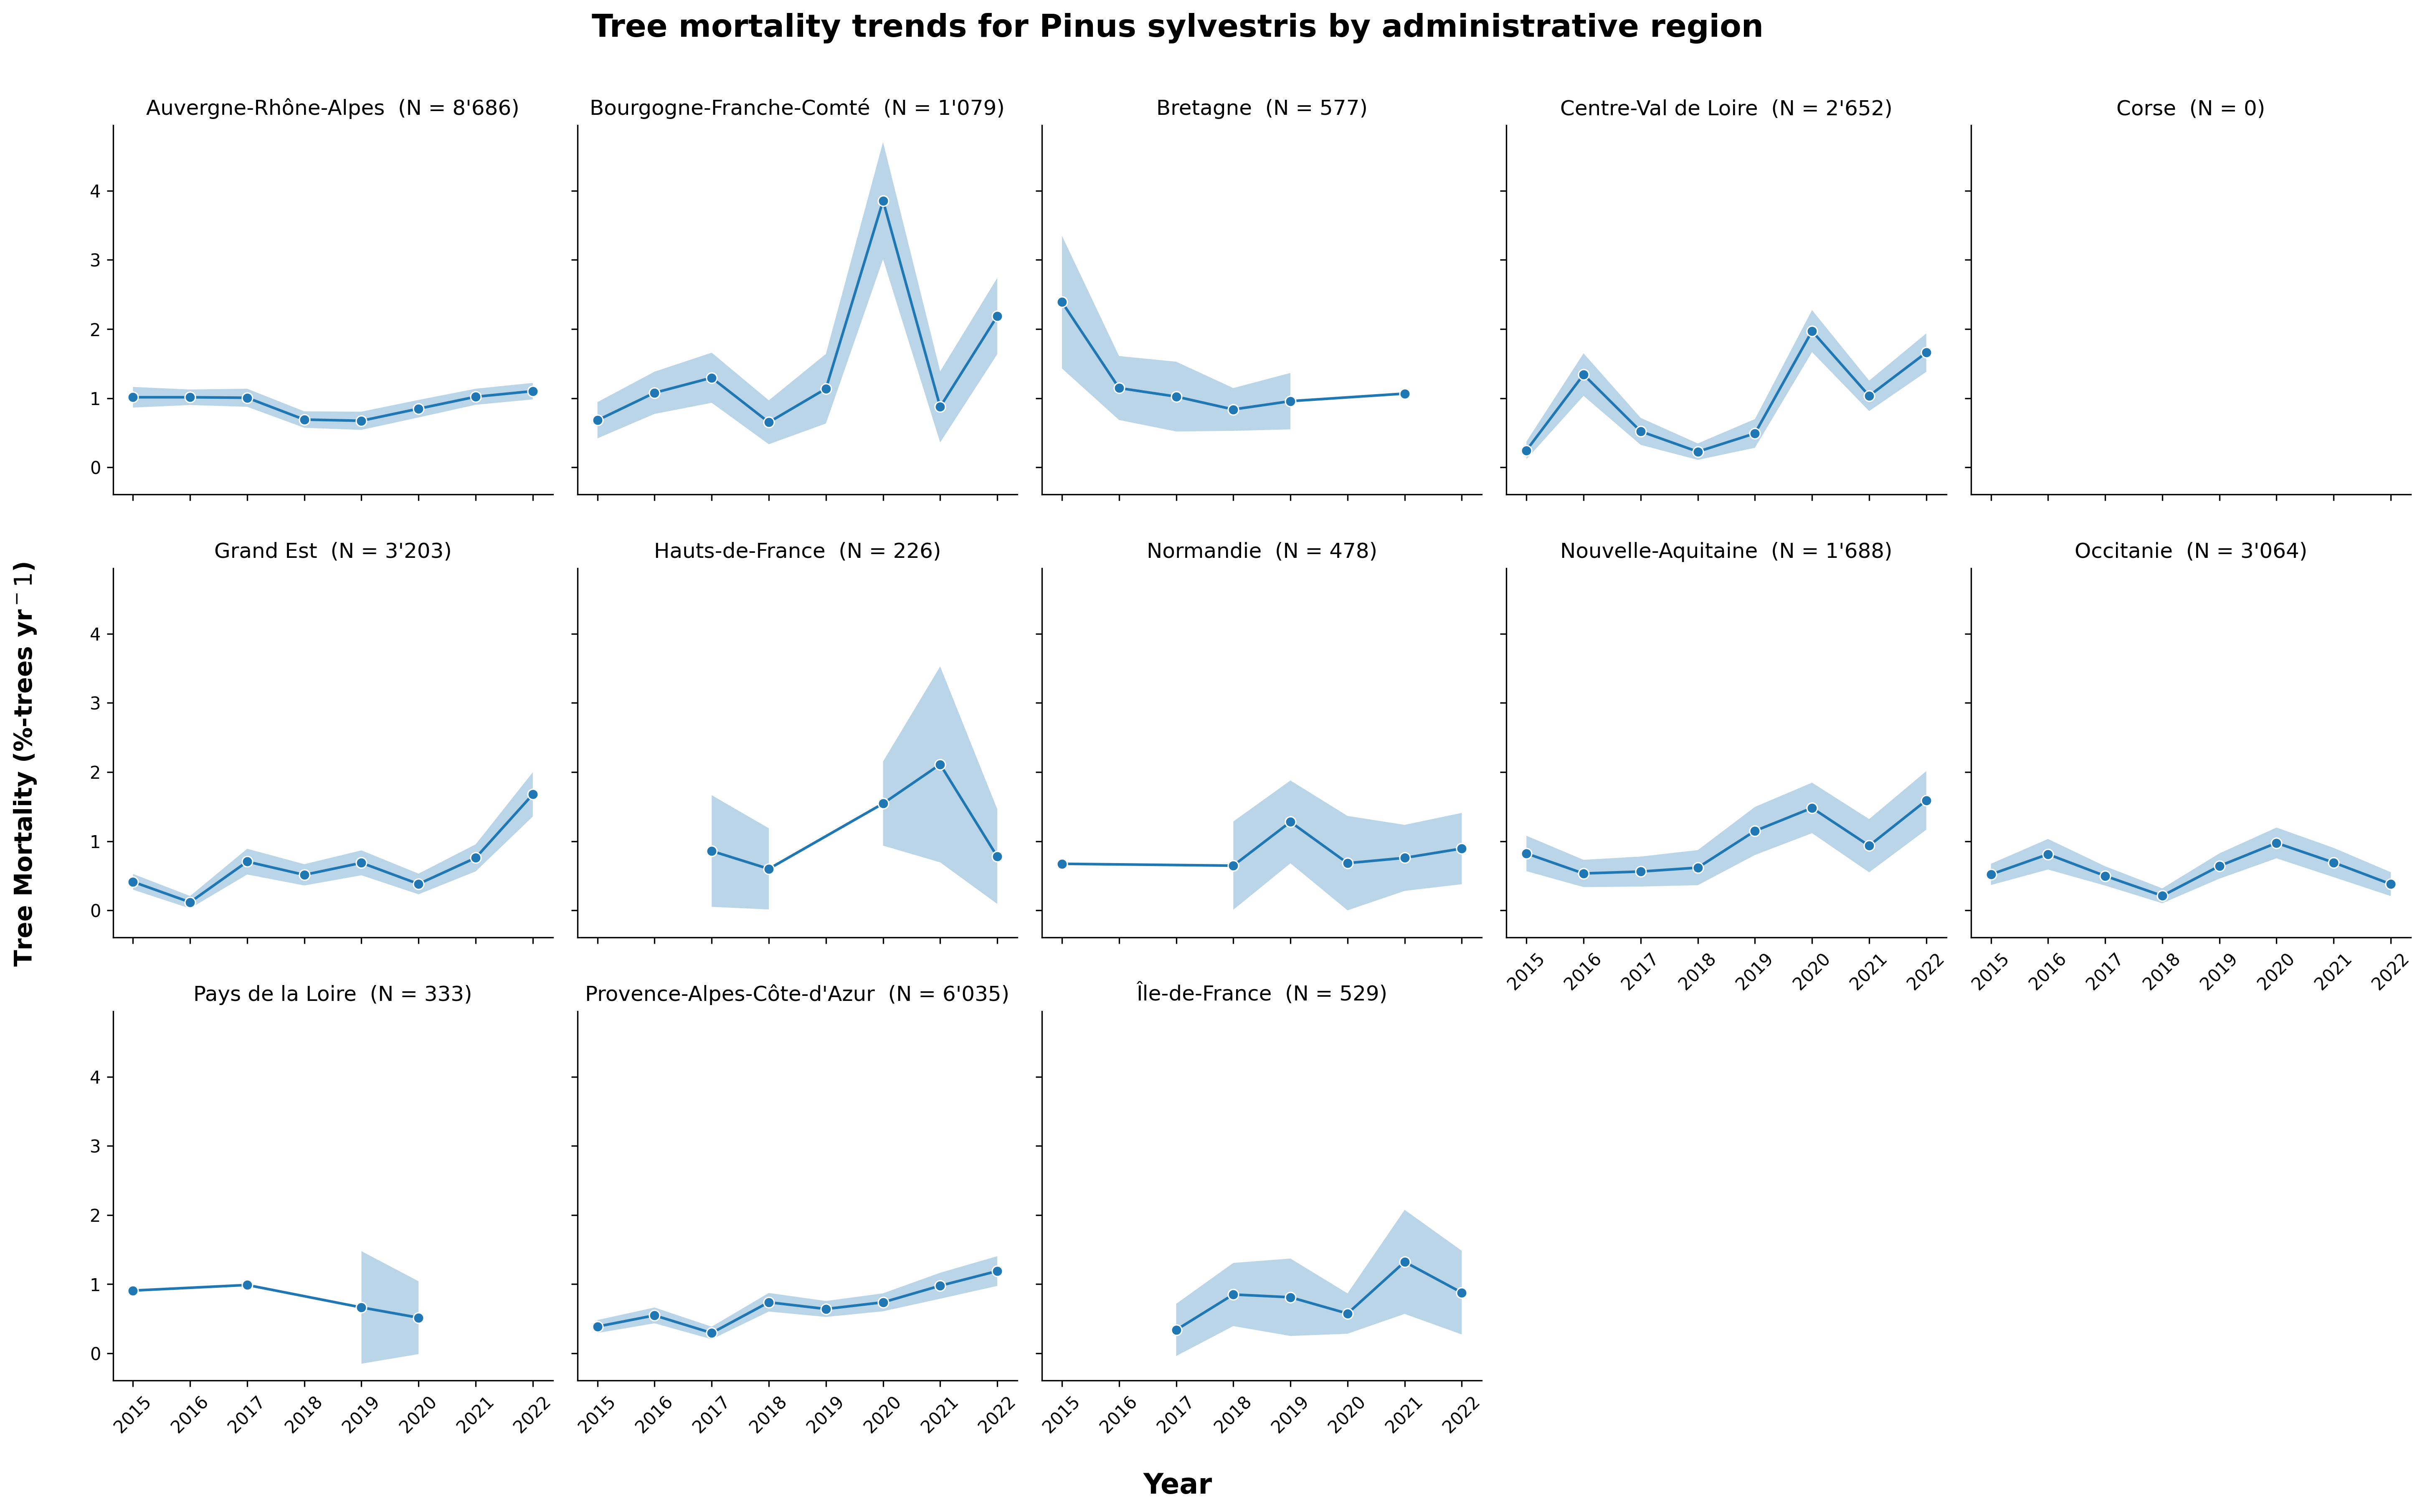 Tree mortality trends for Pinus sylvestris by administrative region
Auvergne-Rhône-Alpes (N = 8'686)
Bourgogne-Franche-Comté (N = 1'079)
Bretagne (N = 577)
Centre-Val de Loire (N = 2'652)
Corse (N = 0)
4
3
2
1
0
Grand Est (N = 3'203)
Hauts-de-France (N = 226)
Normandie (N = 478)
Nouvelle-Aquitaine (N = 1'688)
Occitanie (N = 3'064)
4
3
2
1
0
2015 2016 2017 2018 2019 2020 2021 2022
2015 2016 2017 2018 2019 2020 2021 2022
Tree Mortality (%-trees yr⁻1)
Pays de la Loire (N = 333)
Provence-Alpes-Côte-d'Azur (N = 6'035)
Île-de-France (N = 529)
4
3
2
1
0
2015 2016 2017 2018 2019 2020 2021 2022
2015 2016 2017 2018 2019 2020 2021 2022
2015 2016 2017 2018 2019 2020 2021 2022
Year